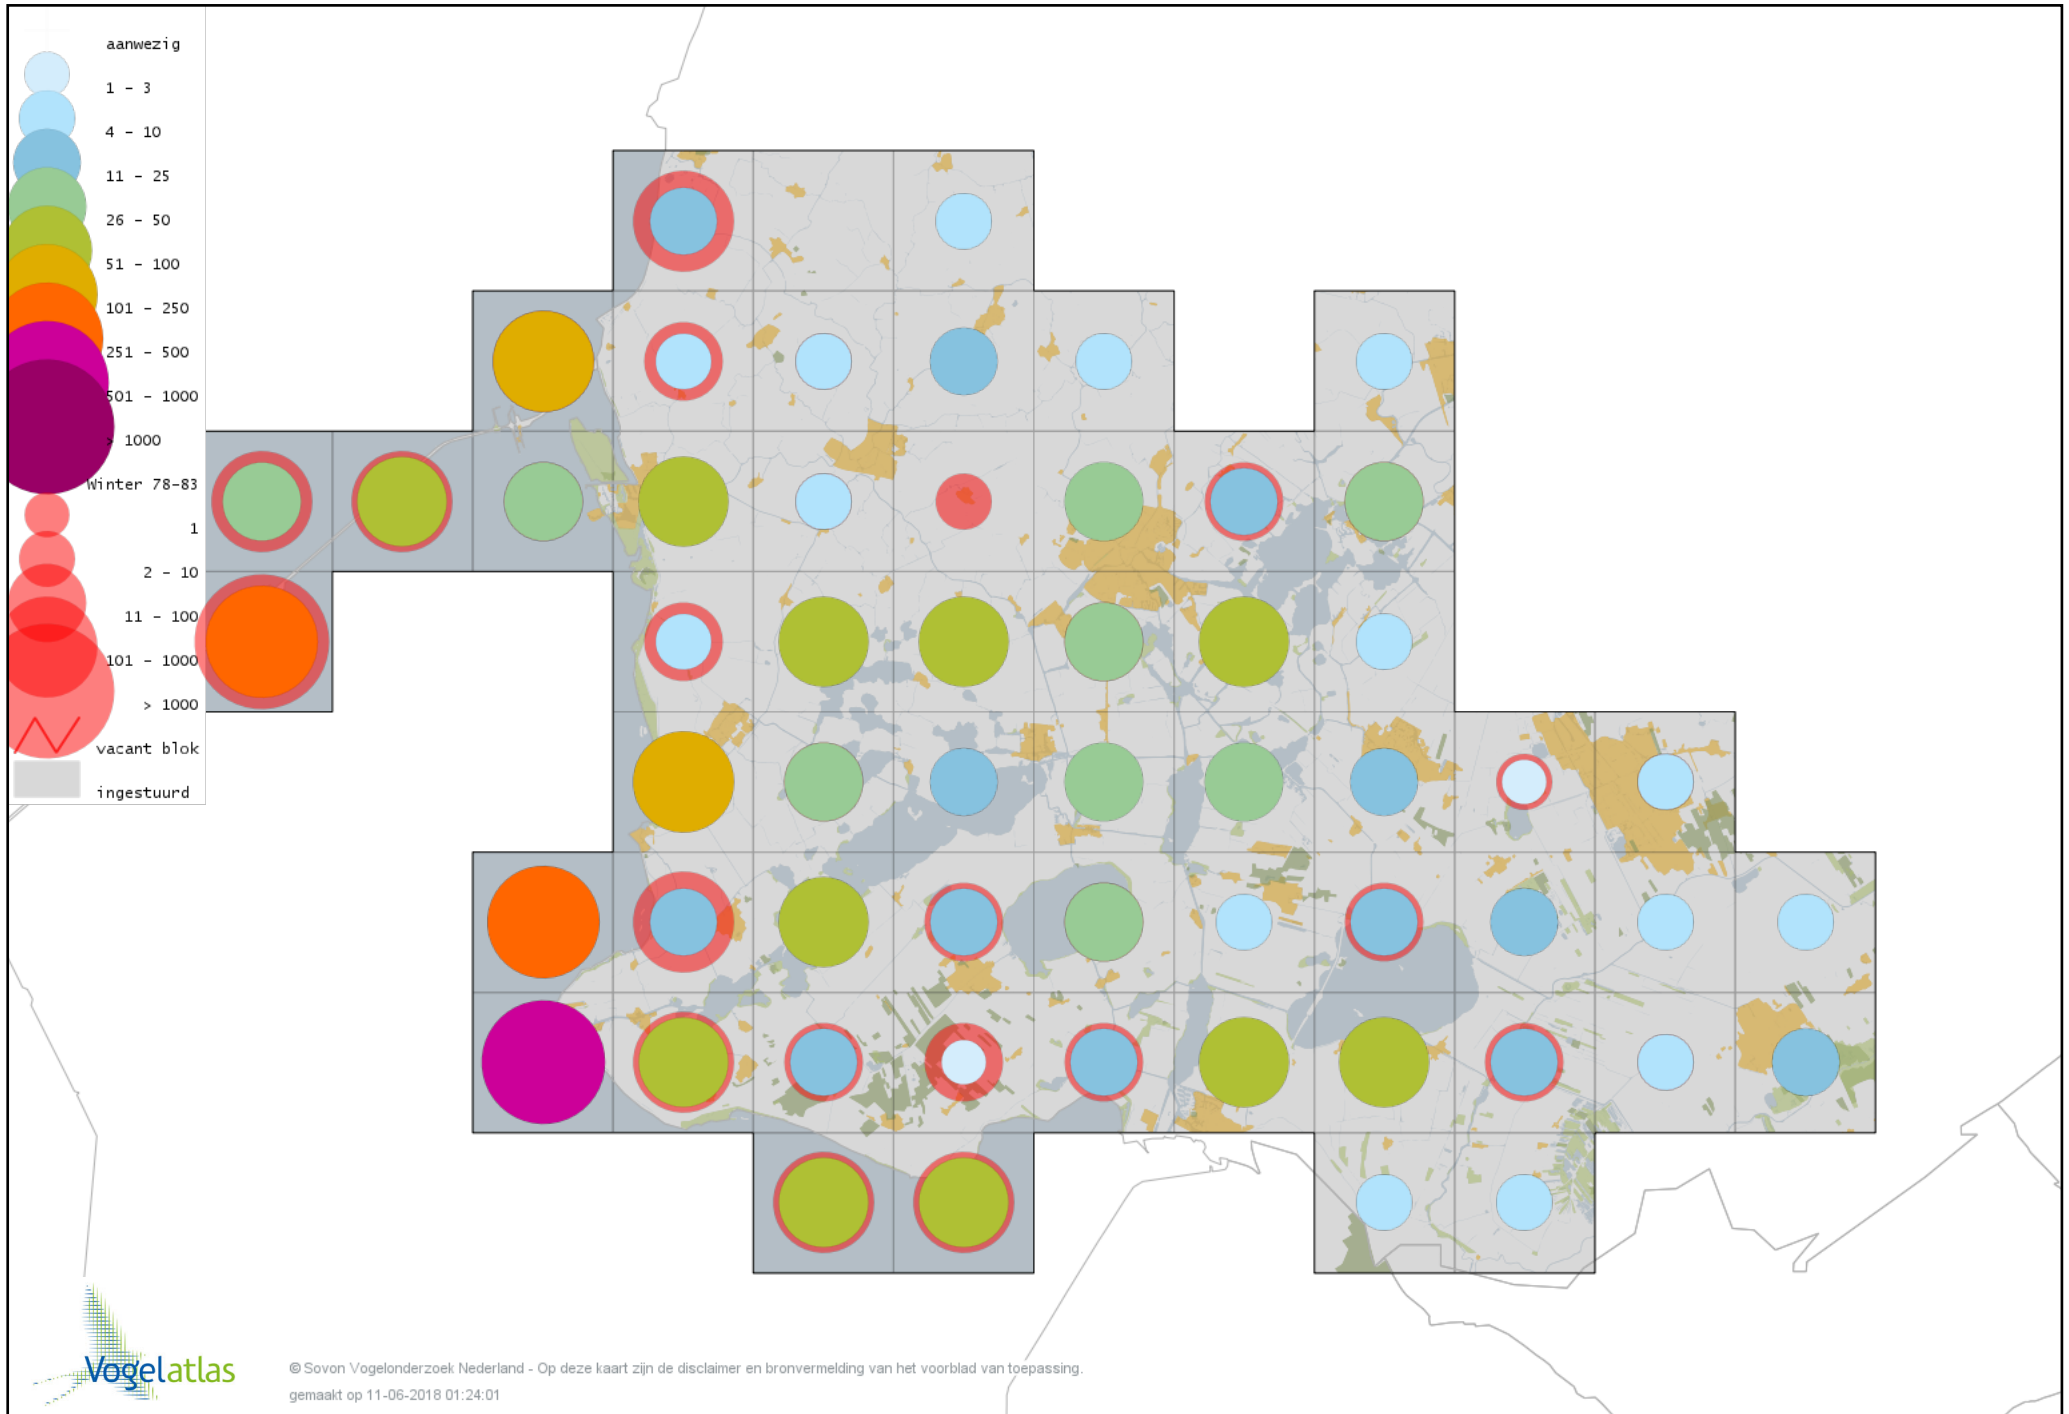 aanwezig
1 - 3
4 - 10
11 - 25
26 - 50
51 - 100
101 - 250
251 - 500
501 - 1000
> 1000
Winter 78-83
1
2 - 10
11 - 100
101 - 1000
> 1000
vacant blok
ingestuurd
Vogelatlas
© Sovon Vogelonderzoek Nederland - Op deze kaart zijn de disclaimer en bronvermelding van het voorblad van toepassing.
gemaakt op 11-06-2018 01:24:01